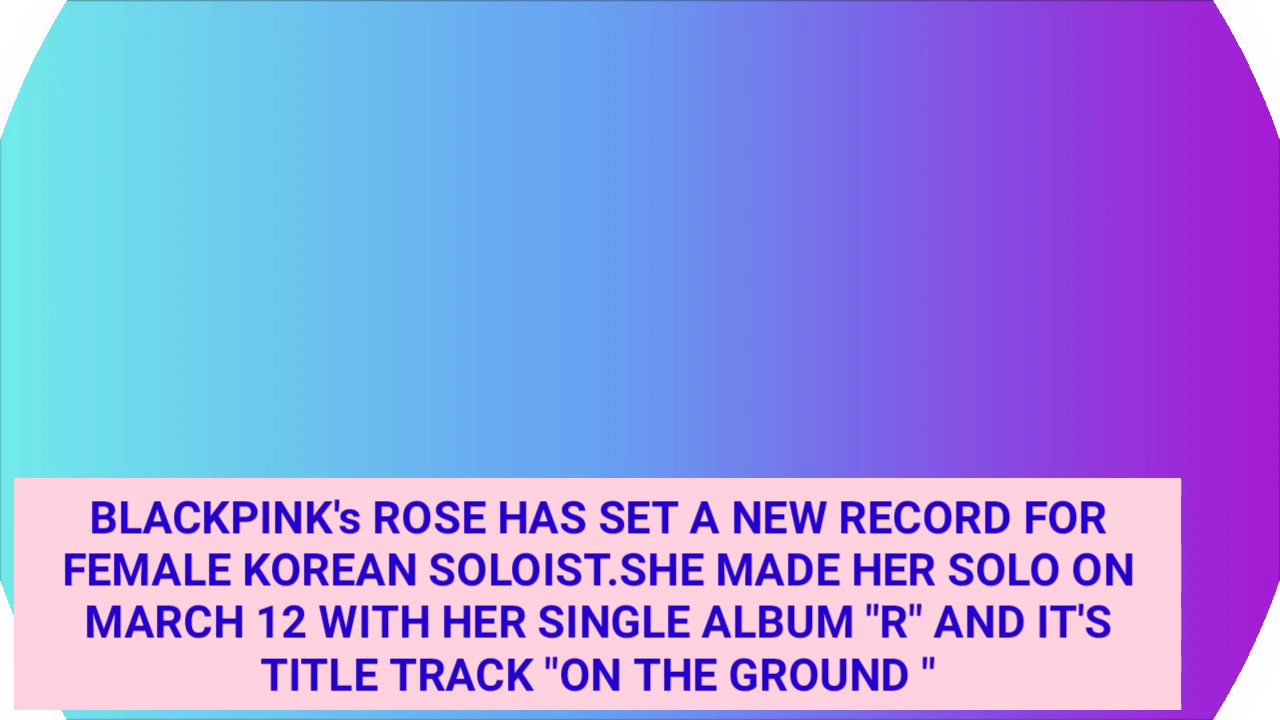 BLACKPINK's ROSE HAS SET A NEW RECORD FOR
FEMALE KOREAN SOLOIST.SHE MADE HER SOLO ON
MARCH 12 WITH HER SINGLE ALBUM "R" AND IT'S
TITLE TRACK "ON THE GROUND "